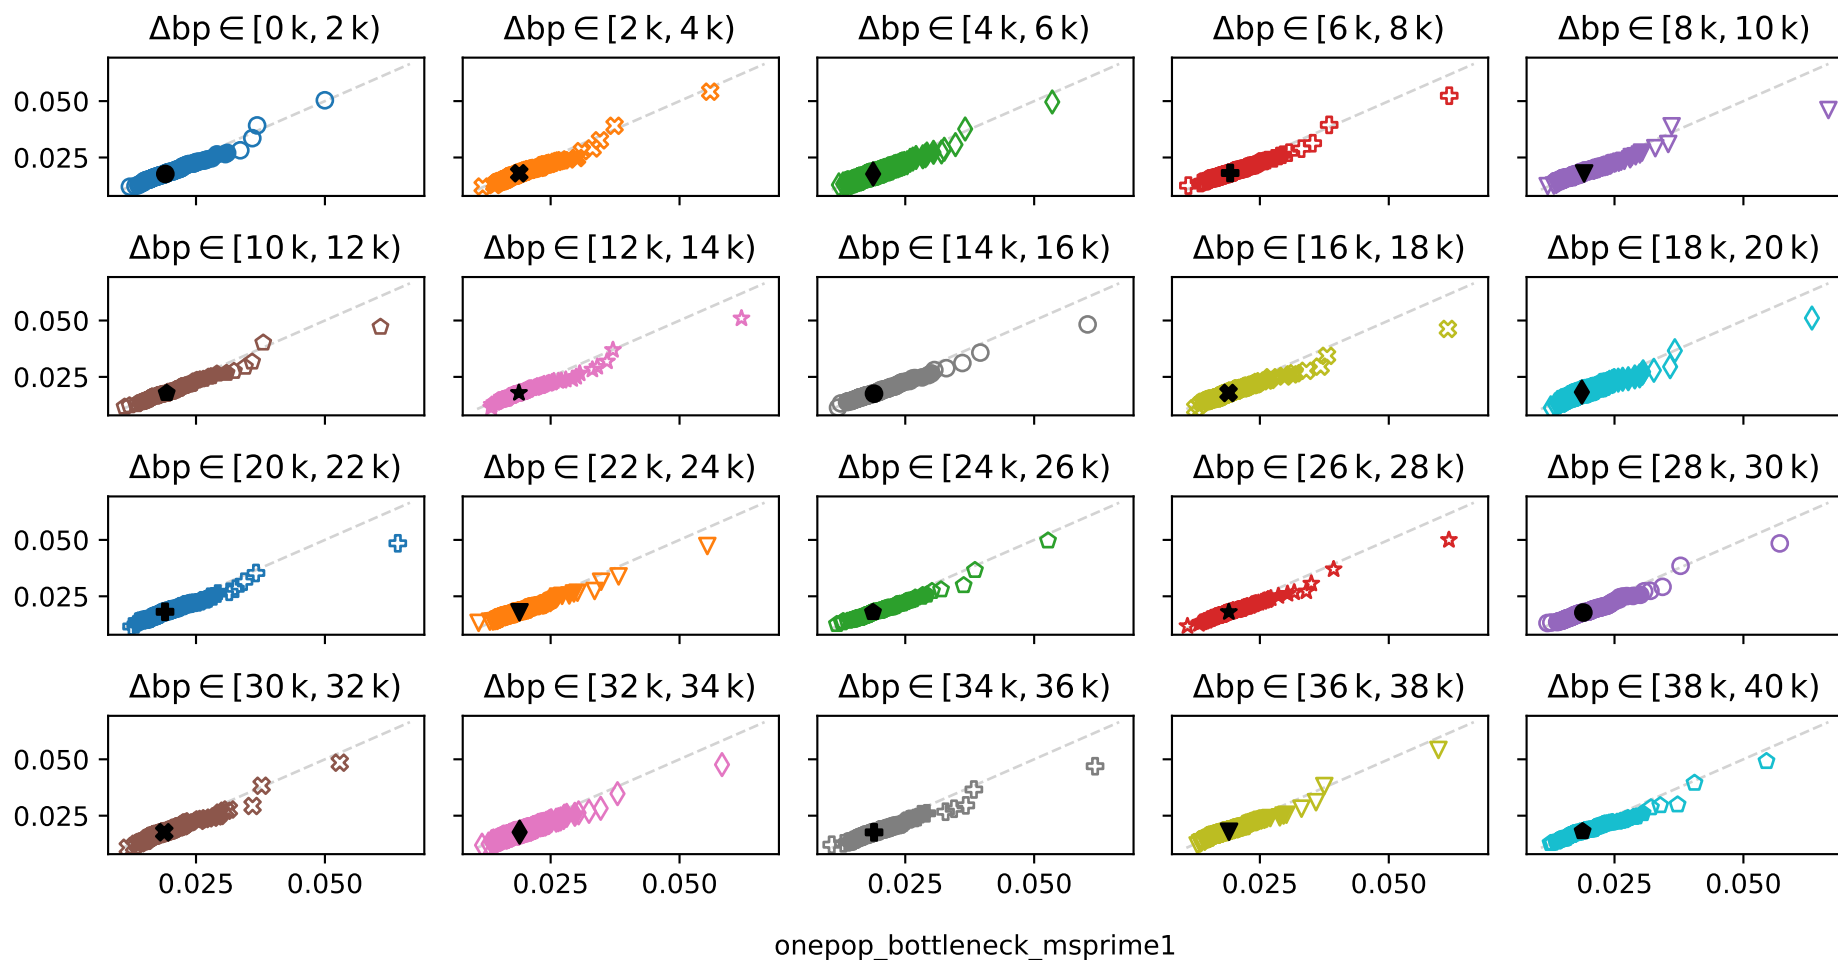 Δbp ∈ [0 k, 2 k) Δbp ∈ [2 k, 4 k) Δbp ∈ [4 k, 6 k) Δbp ∈ [6 k, 8 k) Δbp ∈ [8 k, 10 k)
0.050
0.025
Δbp ∈ [10 k, 12 k) Δbp ∈ [12 k, 14 k) Δbp ∈ [14 k, 16 k) Δbp ∈ [16 k, 18 k) Δbp ∈ [18 k, 20 k)
0.050
0.025
Δbp ∈ [20 k, 22 k) Δbp ∈ [22 k, 24 k) Δbp ∈ [24 k, 26 k) Δbp ∈ [26 k, 28 k) Δbp ∈ [28 k, 30 k)
0.050
0.025
Δbp ∈ [30 k, 32 k) Δbp ∈ [32 k, 34 k) Δbp ∈ [34 k, 36 k) Δbp ∈ [36 k, 38 k) Δbp ∈ [38 k, 40 k)
0.050
0.025
0.025 0.050 0.025 0.050 0.025 0.050 0.025 0.050 0.025 0.050
onepop_bottleneck_msprime1